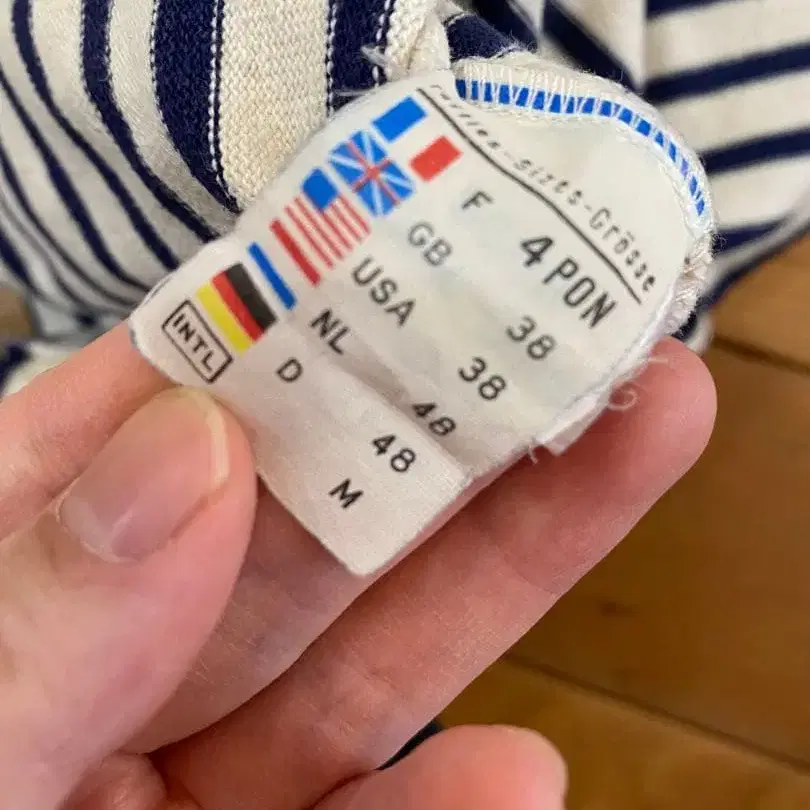 Tailles-Sizes-Grösse
F 4 PON
GB 38
USA 38
NL 48
D 48
INTL M